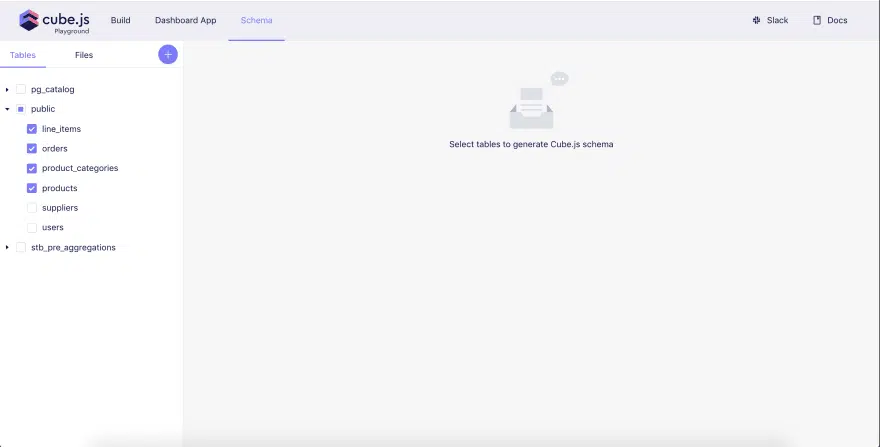 cube.js Build Dashboard App Schema Slack Docs
Playground
Tables Files +
pg_catalog
public
line_items
orders
product_categories
products
suppliers
users
stb_pre_aggregations
Select tables to generate Cube.js schema